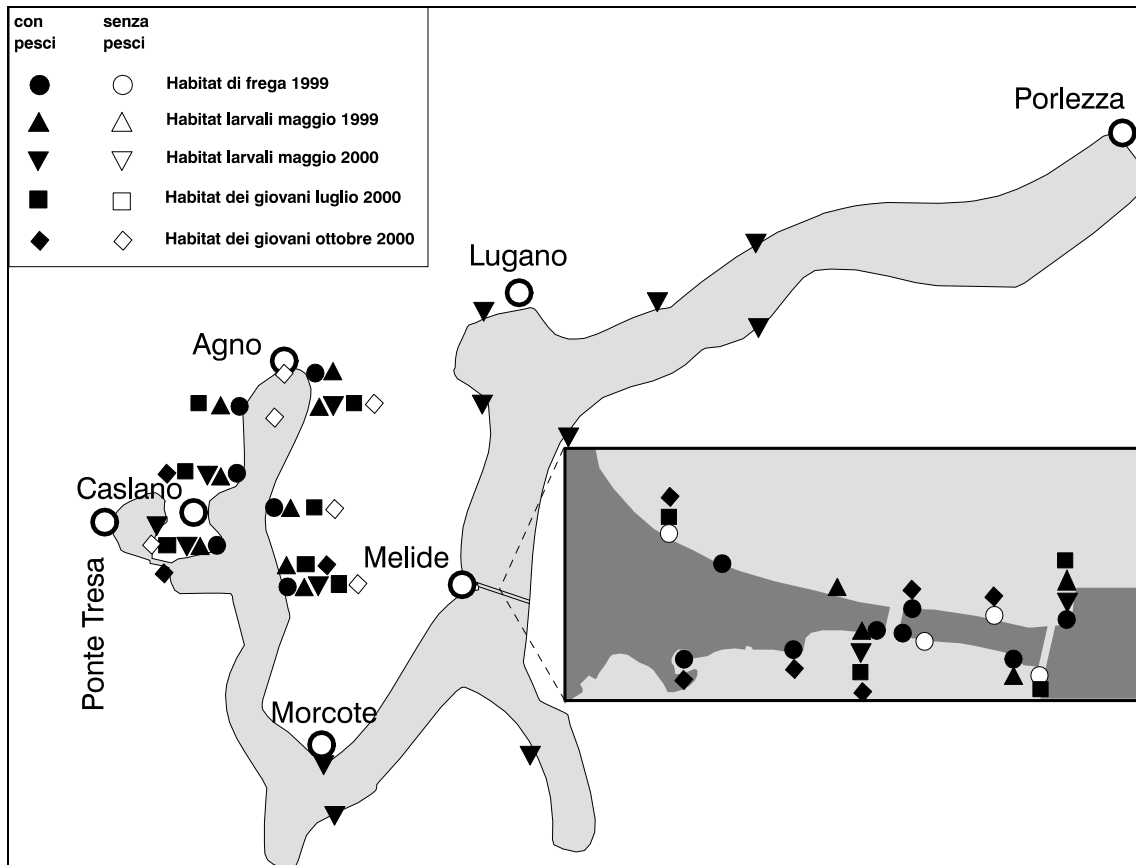 con senza
pesci pesci
Habitat di frega 1999
Habitat larvali maggio 1999
Habitat larvali maggio 2000
Habitat dei giovani luglio 2000
Habitat dei giovani ottobre 2000
Porlezza
Lugano
Agno
Caslano
Melide
Ponte Tresa
Morcote